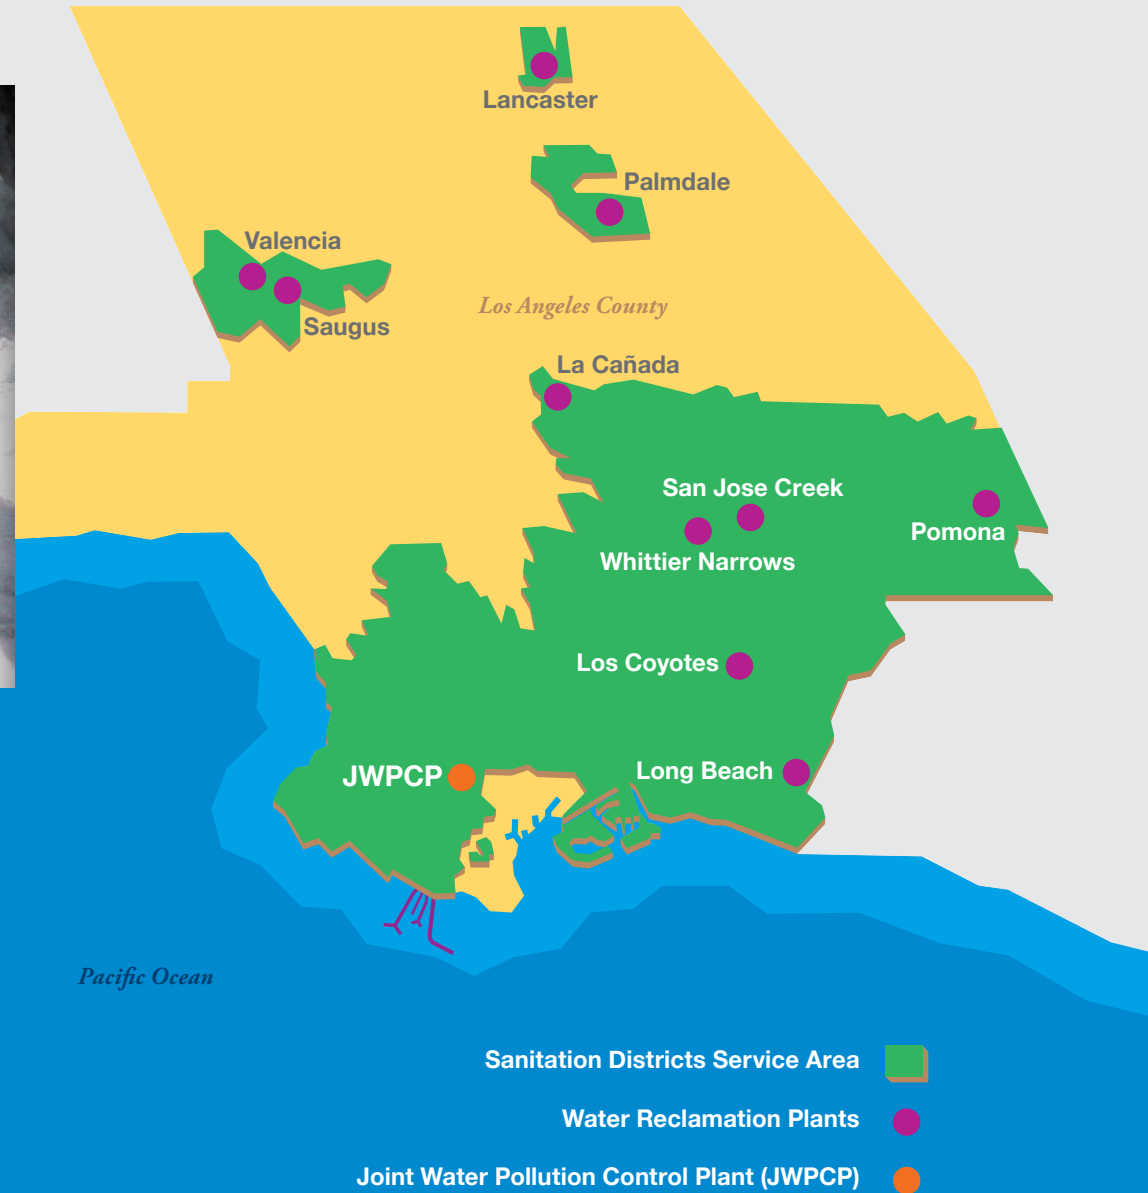 Lancaster
Palmdale
Valencia
Los Angeles County
Saugus
La Cañada
San Jose Creek
Pomona
Whittier Narrows
Los Coyotes
Long Beach
JWPCP
Pacific Ocean
Sanitation Districts Service Area
Water Reclamation Plants
Joint Water Pollution Control Plant (JWPCP)